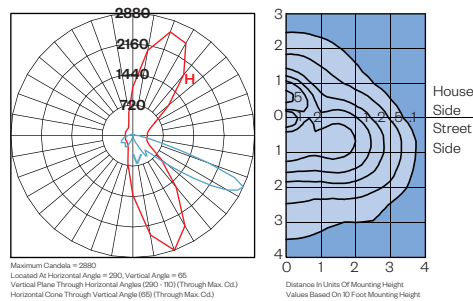 2880
2160
1440
720
H
V
Maximum Candela = 2880
Located At Horizontal Angle = 290, Vertical Angle = 65
Vertical Plane Through Horizontal Angles (290 - 110) (Through Max. Cd.)
Horizontal Cone Through Vertical Angle (65) (Through Max. Cd.)
3
2
1
0
1
2
3
4
.5
.1 .2 .1 .2 .5 .1
House
Side
Street
Side
0 1 2 3 4
Distance In Units Of Mounting Height
Values Based On 10 Foot Mounting Height